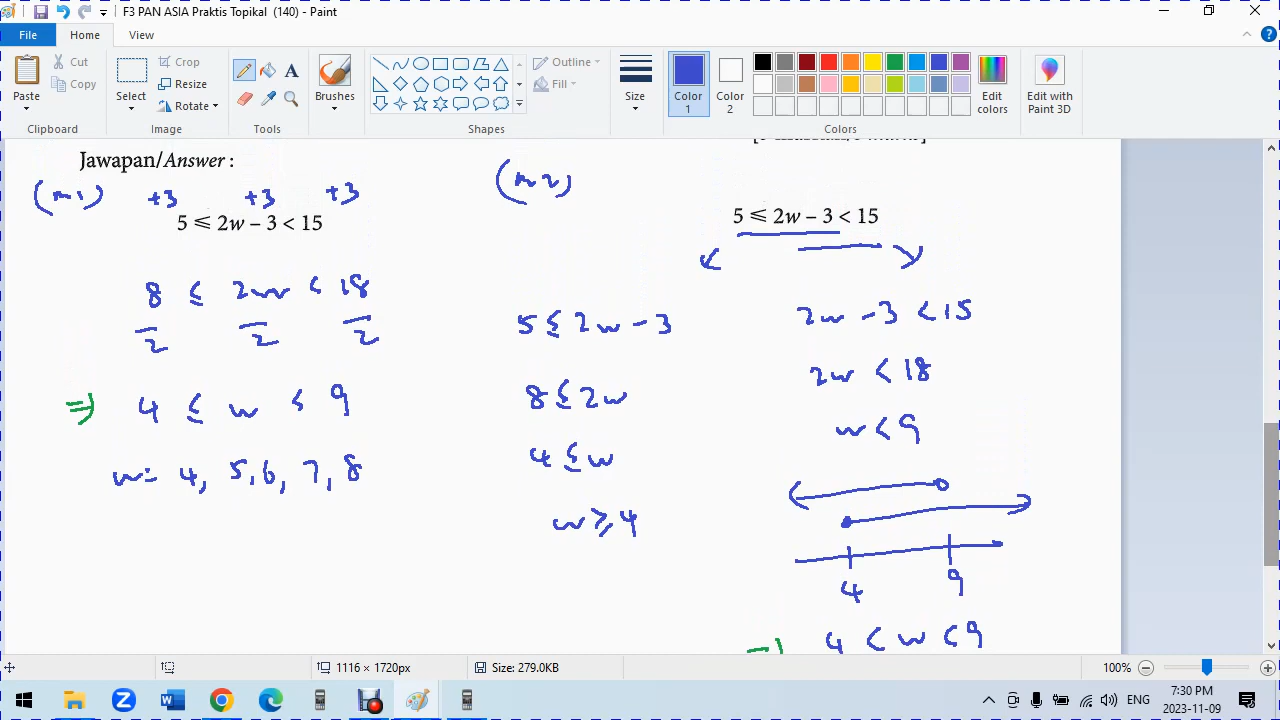 F3 PAN ASIA Praktis Topikal (140) - Paint
File Home View
Paste
Cut
Copy
Clipboard
Select
Crop
Resize
Rotate
Image
A
Tools
Brushes
Shapes
Outline
Fill
Size
Color 1
Color 2
Edit colors
Colors
Edit with Paint 3D
Jawapan/Answer :
(m1) +3 +3 +3
5 ⩽ 2w – 3 < 15
8 ≤ 2w < 18
2 2 2
⇒ 4 ≤ w < 9
w = 4, 5, 6, 7, 8
(m2)
5 ⩽ 2w – 3 < 15
5 ≤ 2w - 3
8 ≤ 2w
4 ≤ w
w ≥ 4
2w - 3 < 15
2w < 18
w < 9
4 9
4 < w < 9
1116 × 1720px
Size: 279.0KB
100%
W
ENG
7:30 PM
2023-11-09